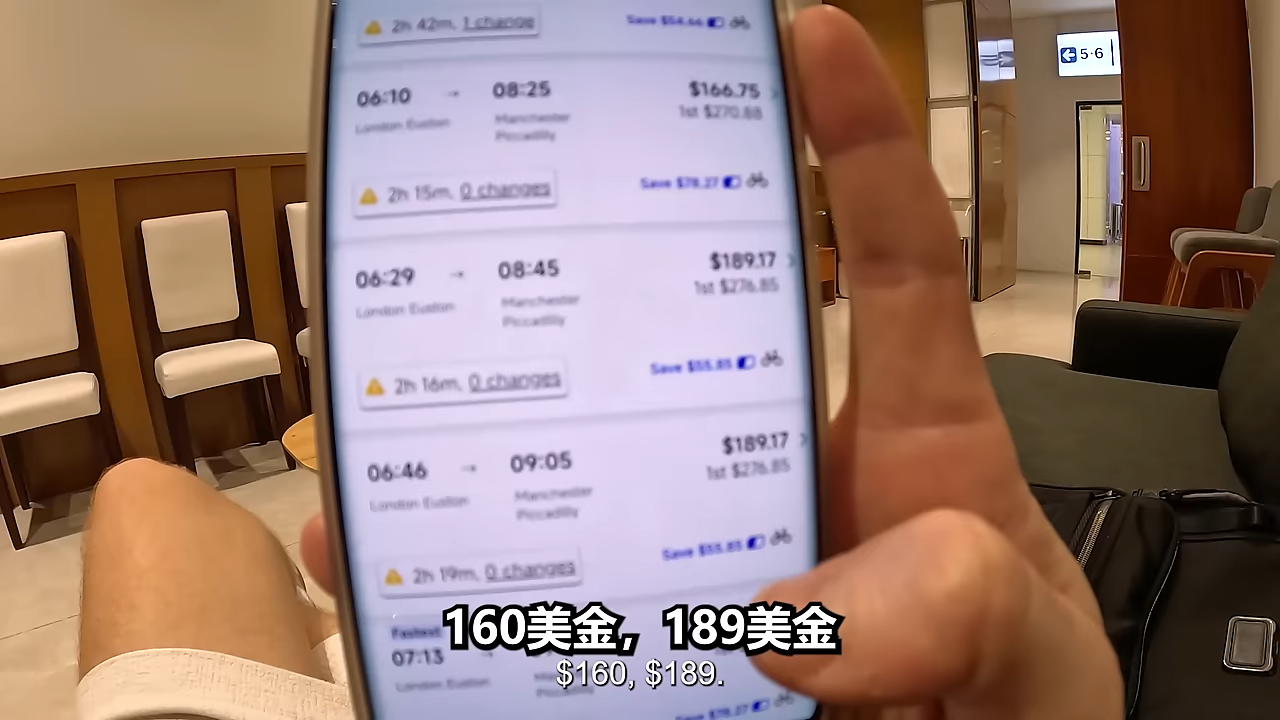 2h 42m, 1 change
Save $54.66
5-6
06:10 → 08:25 $166.75
1st $270.88
London Euston Manchester Piccadilly
2h 15m, 0 changes
Save $78.27
06:29 → 08:45 $189.17
1st $276.85
London Euston Manchester Piccadilly
2h 16m, 0 changes
Save $55.85
06:46 → 09:05 $189.17
1st $276.85
London Euston Manchester Piccadilly
2h 19m, 0 changes
Save $55.85
Fastest
07:13
London Euston
Save $78.27
160美金，189美金
$160, $189.